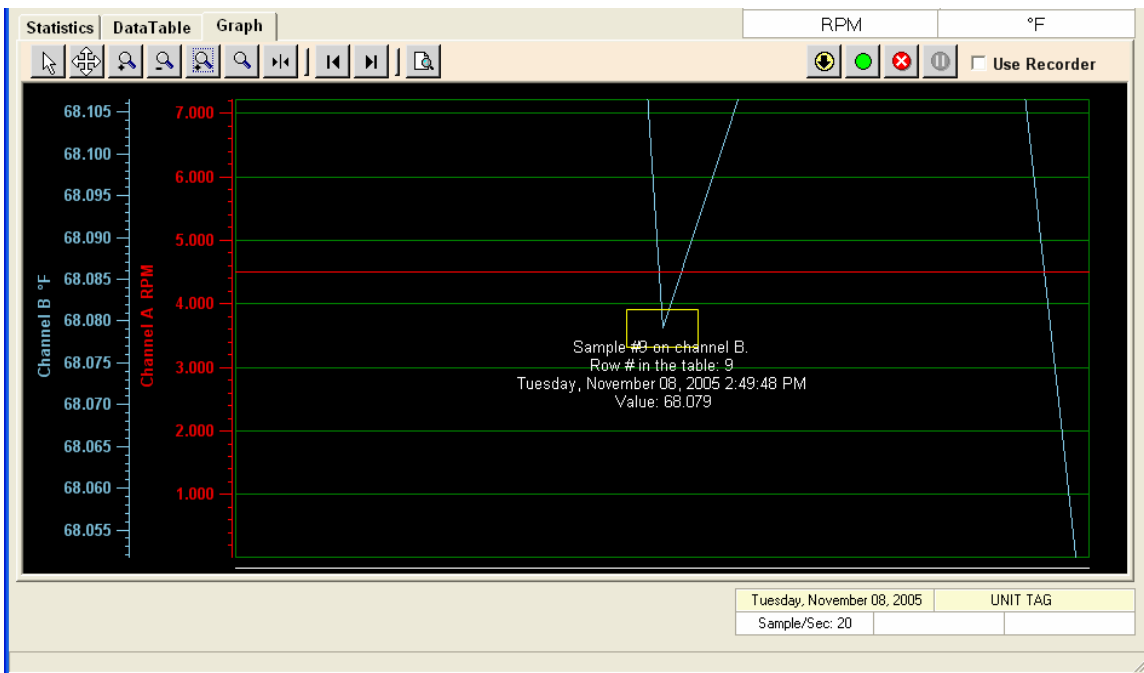 RPM °F
Statistics DataTable Graph
Use Recorder
68.105
68.100
68.095
68.090
68.085
68.080
68.075
68.070
68.065
68.060
68.055
Channel B °F
7.000
6.000
5.000
4.000
3.000
2.000
1.000
Channel A RPM
Sample #9 on channel B.
Row # in the table: 9
Tuesday, November 08, 2005 2:49:48 PM
Value: 68.079
Tuesday, November 08, 2005 UNIT TAG
Sample/Sec: 20